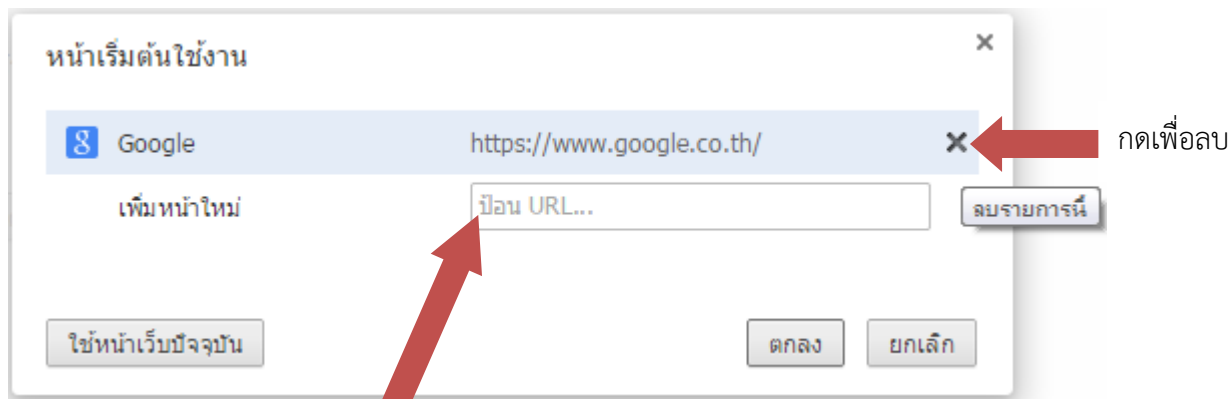 หน้าเริ่มต้นใช้งาน ×
8 Google https://www.google.co.th/ × กดเพื่อลบ
เพิ่มหน้าใหม่ ป้อน URL... ลบรายการนี้
ใช้หน้าเว็บปัจจุบัน ตกลง ยกเลิก